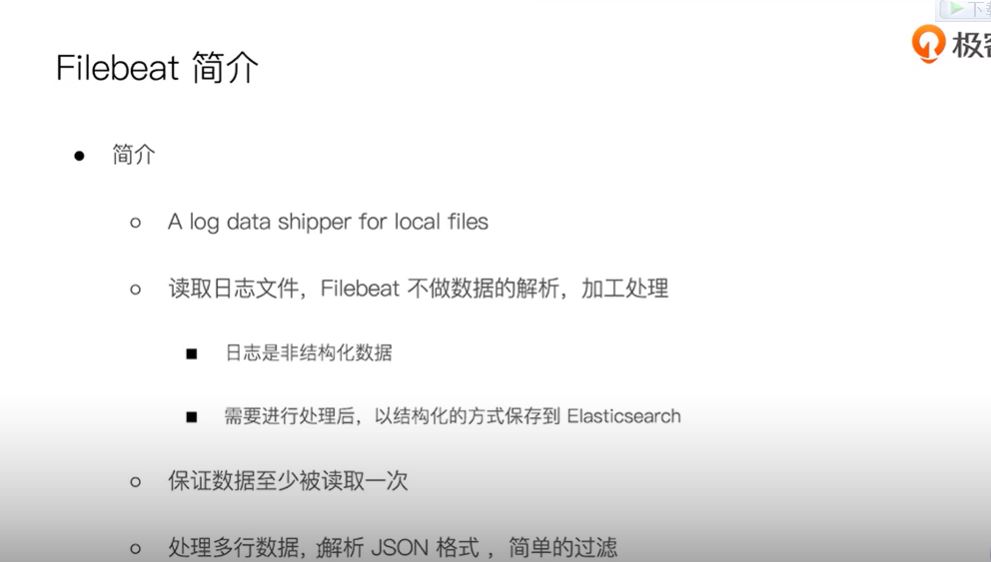 下载
极客
Filebeat 简介
● 简介
○ A log data shipper for local files
○ 读取日志文件，Filebeat 不做数据的解析，加工处理
■ 日志是非结构化数据
■ 需要进行处理后，以结构化的方式保存到 Elasticsearch
○ 保证数据至少被读取一次
○ 处理多行数据，解析 JSON 格式 ，简单的过滤